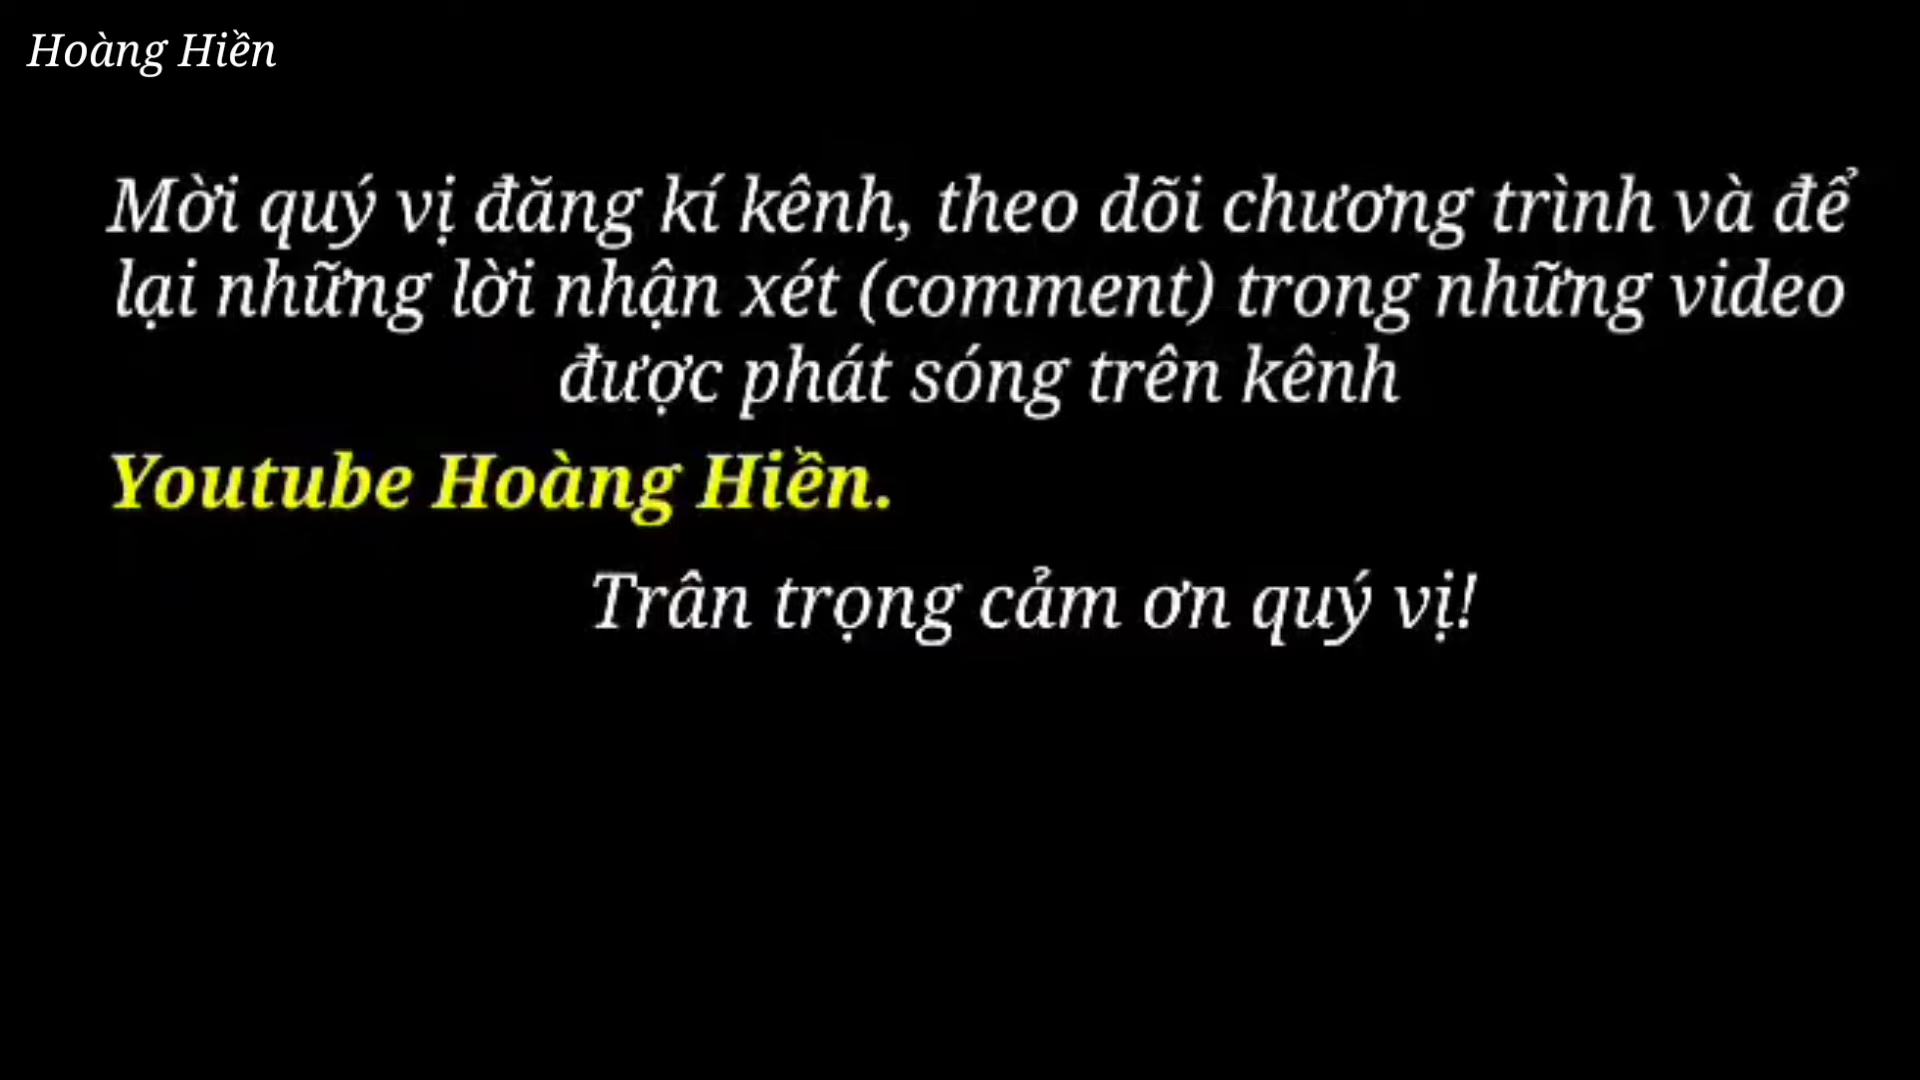 Hoàng Hiền
Mời quý vị đăng kí kênh, theo dõi chương trình và để
lại những lời nhận xét (comment) trong những video
được phát sóng trên kênh
Youtube Hoàng Hiền.
Trân trọng cảm ơn quý vị!